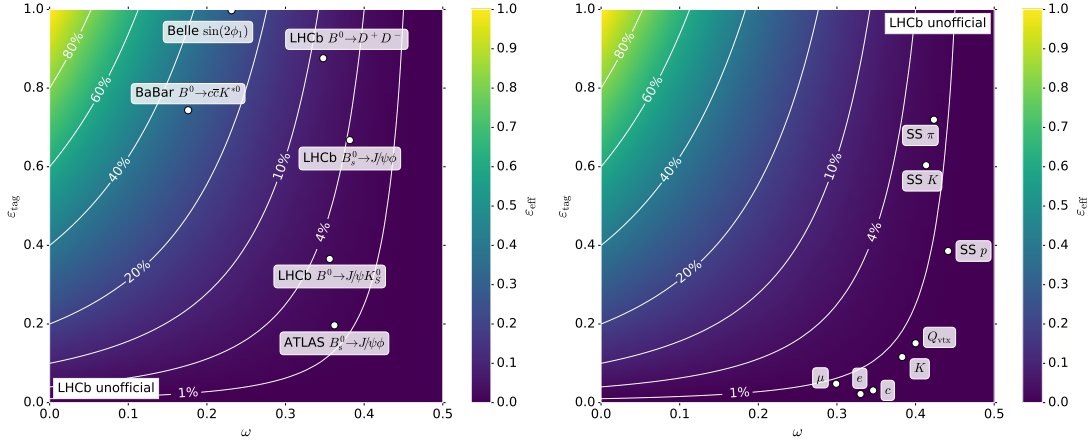 1.0
0.8
0.6
0.4
0.2
0.0
ε_tag
0.0 0.1 0.2 0.3 0.4 0.5
ω
80%
60%
40%
20%
10%
4%
1%
Belle sin(2ϕ₁)
LHCb B⁰→D⁺D⁻
BaBar B⁰→cc̅K*⁰
LHCb B⁰ₛ→J/ψϕ
LHCb B⁰→J/ψK⁰_S
ATLAS B⁰ₛ→J/ψϕ
LHCb unofficial
1.0
0.9
0.8
0.7
0.6
0.5
0.4
0.3
0.2
0.1
0.0
ε_eff
1.0
0.8
0.6
0.4
0.2
0.0
ε_tag
0.0 0.1 0.2 0.3 0.4 0.5
ω
LHCb unofficial
80%
60%
40%
20%
10%
4%
1%
SS π
SS K
SS p
Q_vtx
K
μ
e
c
1.0
0.9
0.8
0.7
0.6
0.5
0.4
0.3
0.2
0.1
0.0
ε_eff